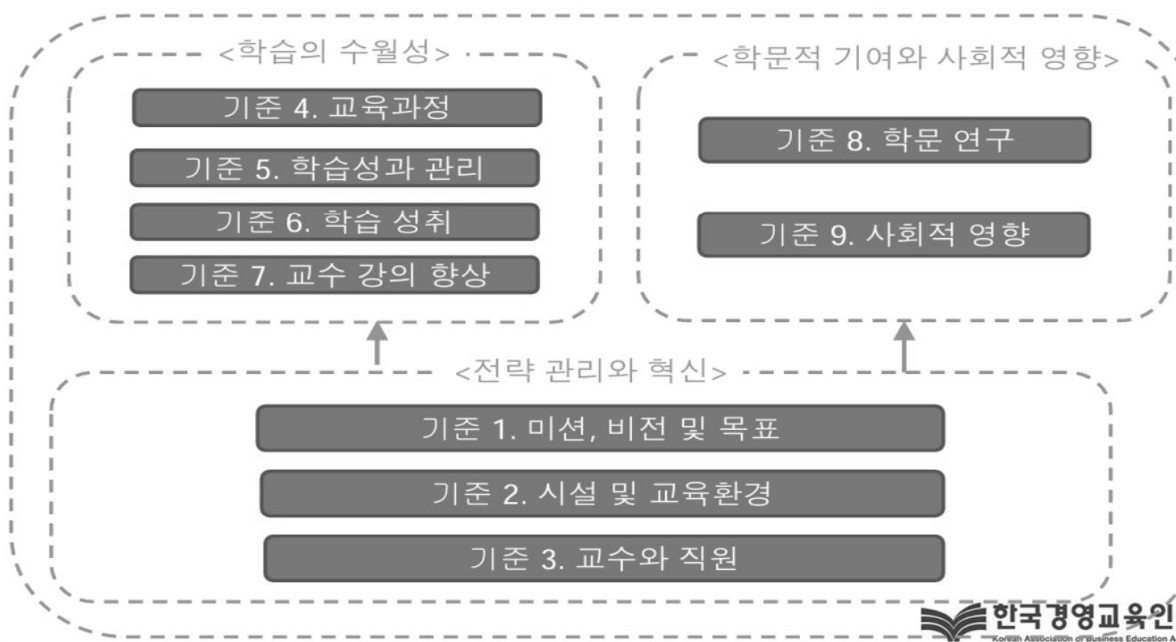 <학습의 수월성>
기준 4. 교육과정
기준 5. 학습성과 관리
기준 6. 학습 성취
기준 7. 교수 강의 향상
<학문적 기여와 사회적 영향>
기준 8. 학문 연구
기준 9. 사회적 영향
<전략 관리와 혁신>
기준 1. 미션, 비전 및 목표
기준 2. 시설 및 교육환경
기준 3. 교수와 직원
한국경영교육인
Korean Association of Business Education A